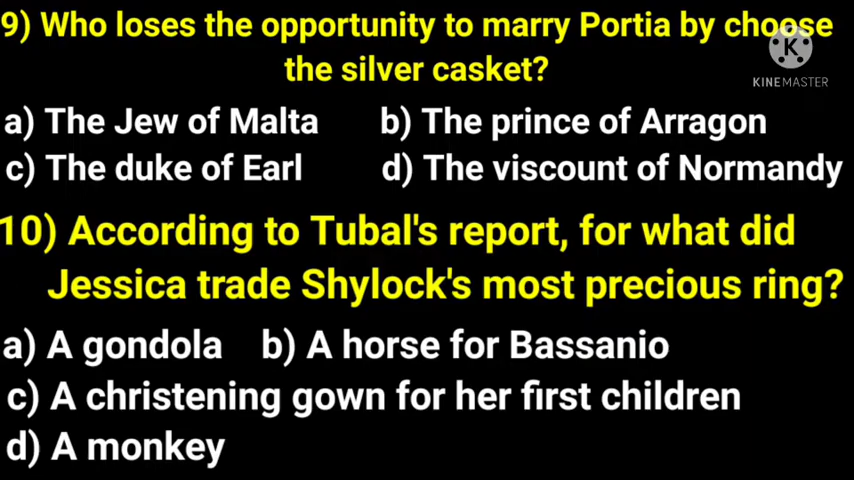 9) Who loses the opportunity to marry Portia by choose
the silver casket?
K
KINEMASTER
a) The Jew of Malta b) The prince of Arragon
c) The duke of Earl d) The viscount of Normandy
10) According to Tubal's report, for what did
Jessica trade Shylock's most precious ring?
a) A gondola b) A horse for Bassanio
c) A christening gown for her first children
d) A monkey